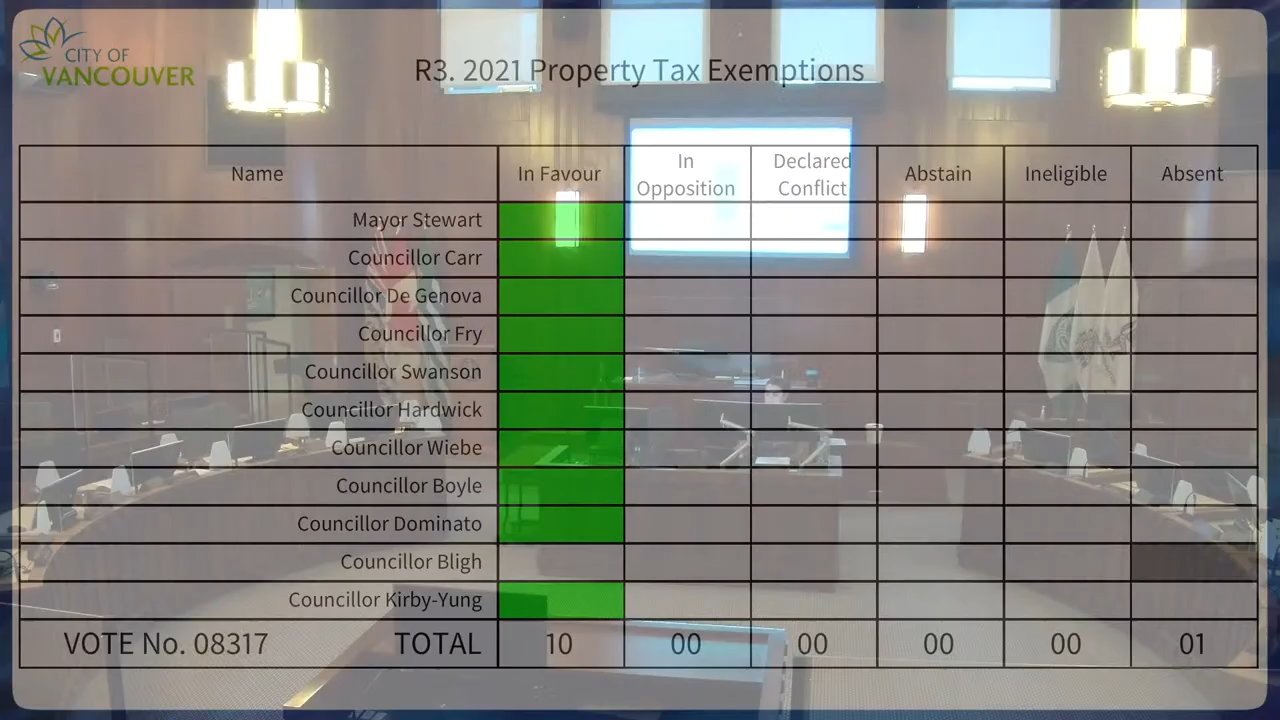 CITY OF
VANCOUVER
R3. 2021 Property Tax Exemptions
Name In Favour In Opposition Declared Conflict Abstain Ineligible Absent
Mayor Stewart
Councillor Carr
Councillor De Genova
Councillor Fry
Councillor Swanson
Councillor Hardwick
Councillor Wiebe
Councillor Boyle
Councillor Dominato
Councillor Bligh
Councillor Kirby-Yung
VOTE No. 08317 TOTAL 10 00 00 00 00 01